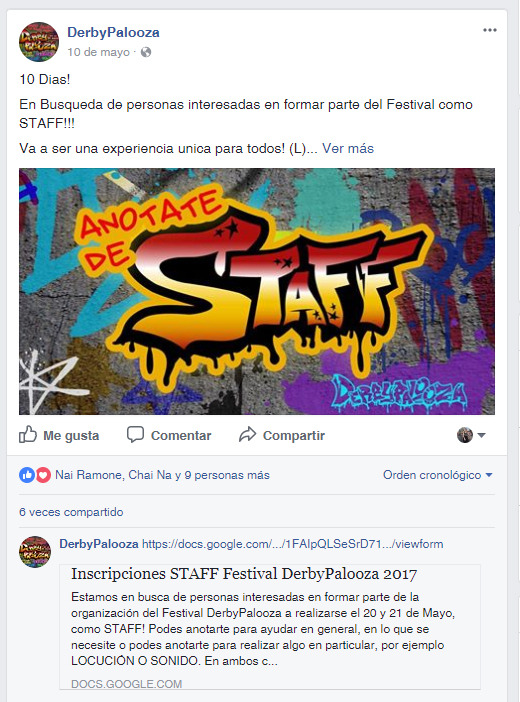 DerbyPalooza
10 de mayo ·
10 Dias!
En Busqueda de personas interesadas en formar parte del Festival como
STAFF!!!
Va a ser una experiencia unica para todos! (L)... Ver más
ANOTATE
DE
STAFF
DERBYPALOOZA
Me gusta Comentar Compartir
Nai Ramone, Chai Na y 9 personas más Orden cronológico
6 veces compartido
DerbyPalooza https://docs.google.com/.../1FAIpQLSeSrD71.../viewform
Inscripciones STAFF Festival DerbyPalooza 2017
Estamos en busca de personas interesadas en formar parte de la
organización del Festival DerbyPalooza a realizarse el 20 y 21 de Mayo,
como STAFF! Podes anotarte para ayudar en general, en lo que se
necesite o podes anotarte para realizar algo en particular, por ejemplo
LOCUCIÓN O SONIDO. En ambos c...
DOCS.GOOGLE.COM